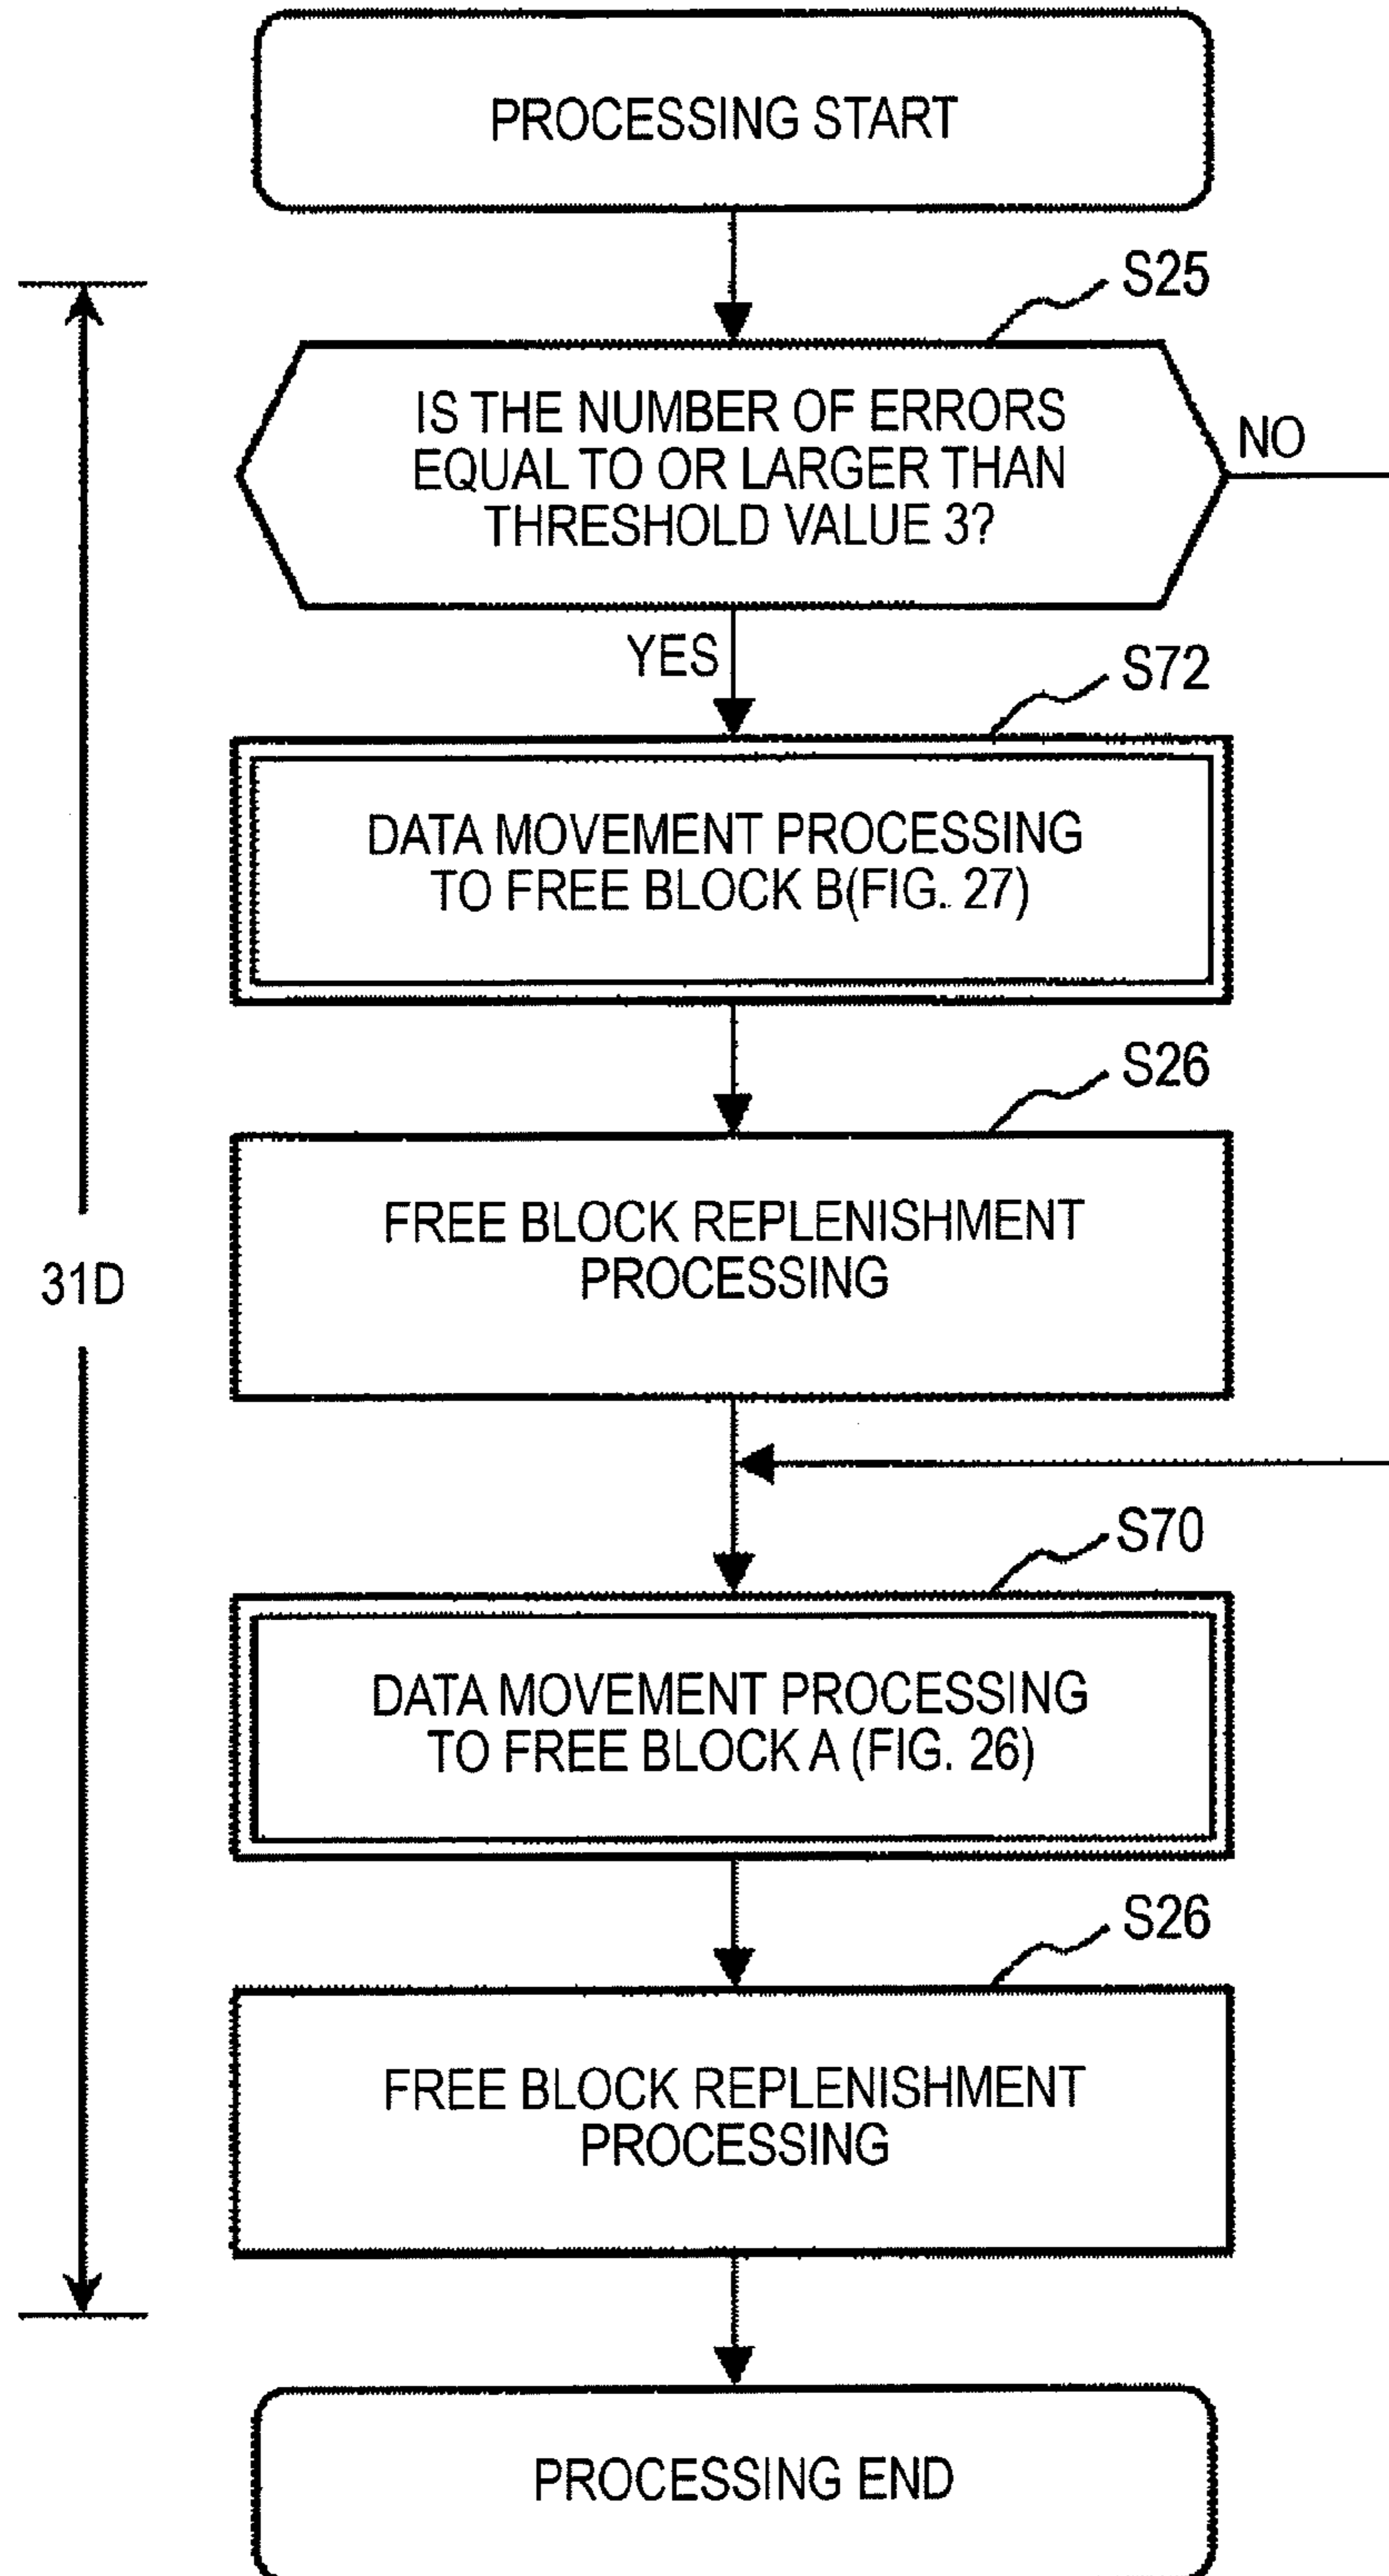 PROCESSING START
S25
IS THE NUMBER OF ERRORS
EQUAL TO OR LARGER THAN
THRESHOLD VALUE 3?
NO
YES
S72
DATA MOVEMENT PROCESSING
TO FREE BLOCK B(FIG. 27)
S26
FREE BLOCK REPLENISHMENT
PROCESSING
31D
S70
DATA MOVEMENT PROCESSING
TO FREE BLOCK A (FIG. 26)
S26
FREE BLOCK REPLENISHMENT
PROCESSING
PROCESSING END